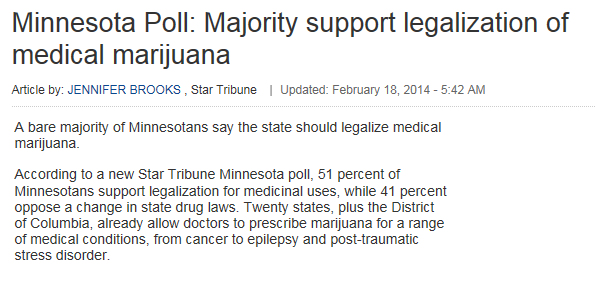 Minnesota Poll: Majority support legalization of
medical marijuana
Article by: JENNIFER BROOKS , Star Tribune | Updated: February 18, 2014 - 5:42 AM
A bare majority of Minnesotans say the state should legalize medical
marijuana.
According to a new Star Tribune Minnesota poll, 51 percent of
Minnesotans support legalization for medicinal uses, while 41 percent
oppose a change in state drug laws. Twenty states, plus the District
of Columbia, already allow doctors to prescribe marijuana for a range
of medical conditions, from cancer to epilepsy and post-traumatic
stress disorder.